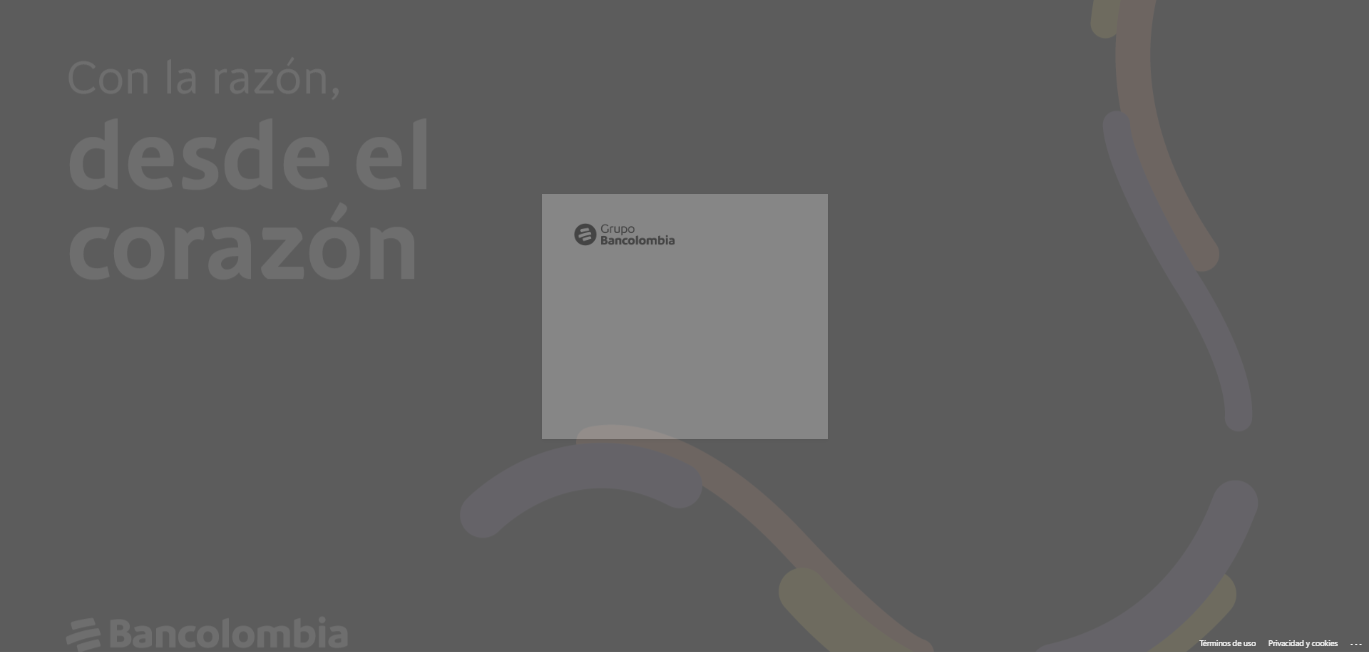 Con la razón,
desde el
corazón
Grupo
Bancolombia
Bancolombia
Términos de uso Privacidad y cookies ...